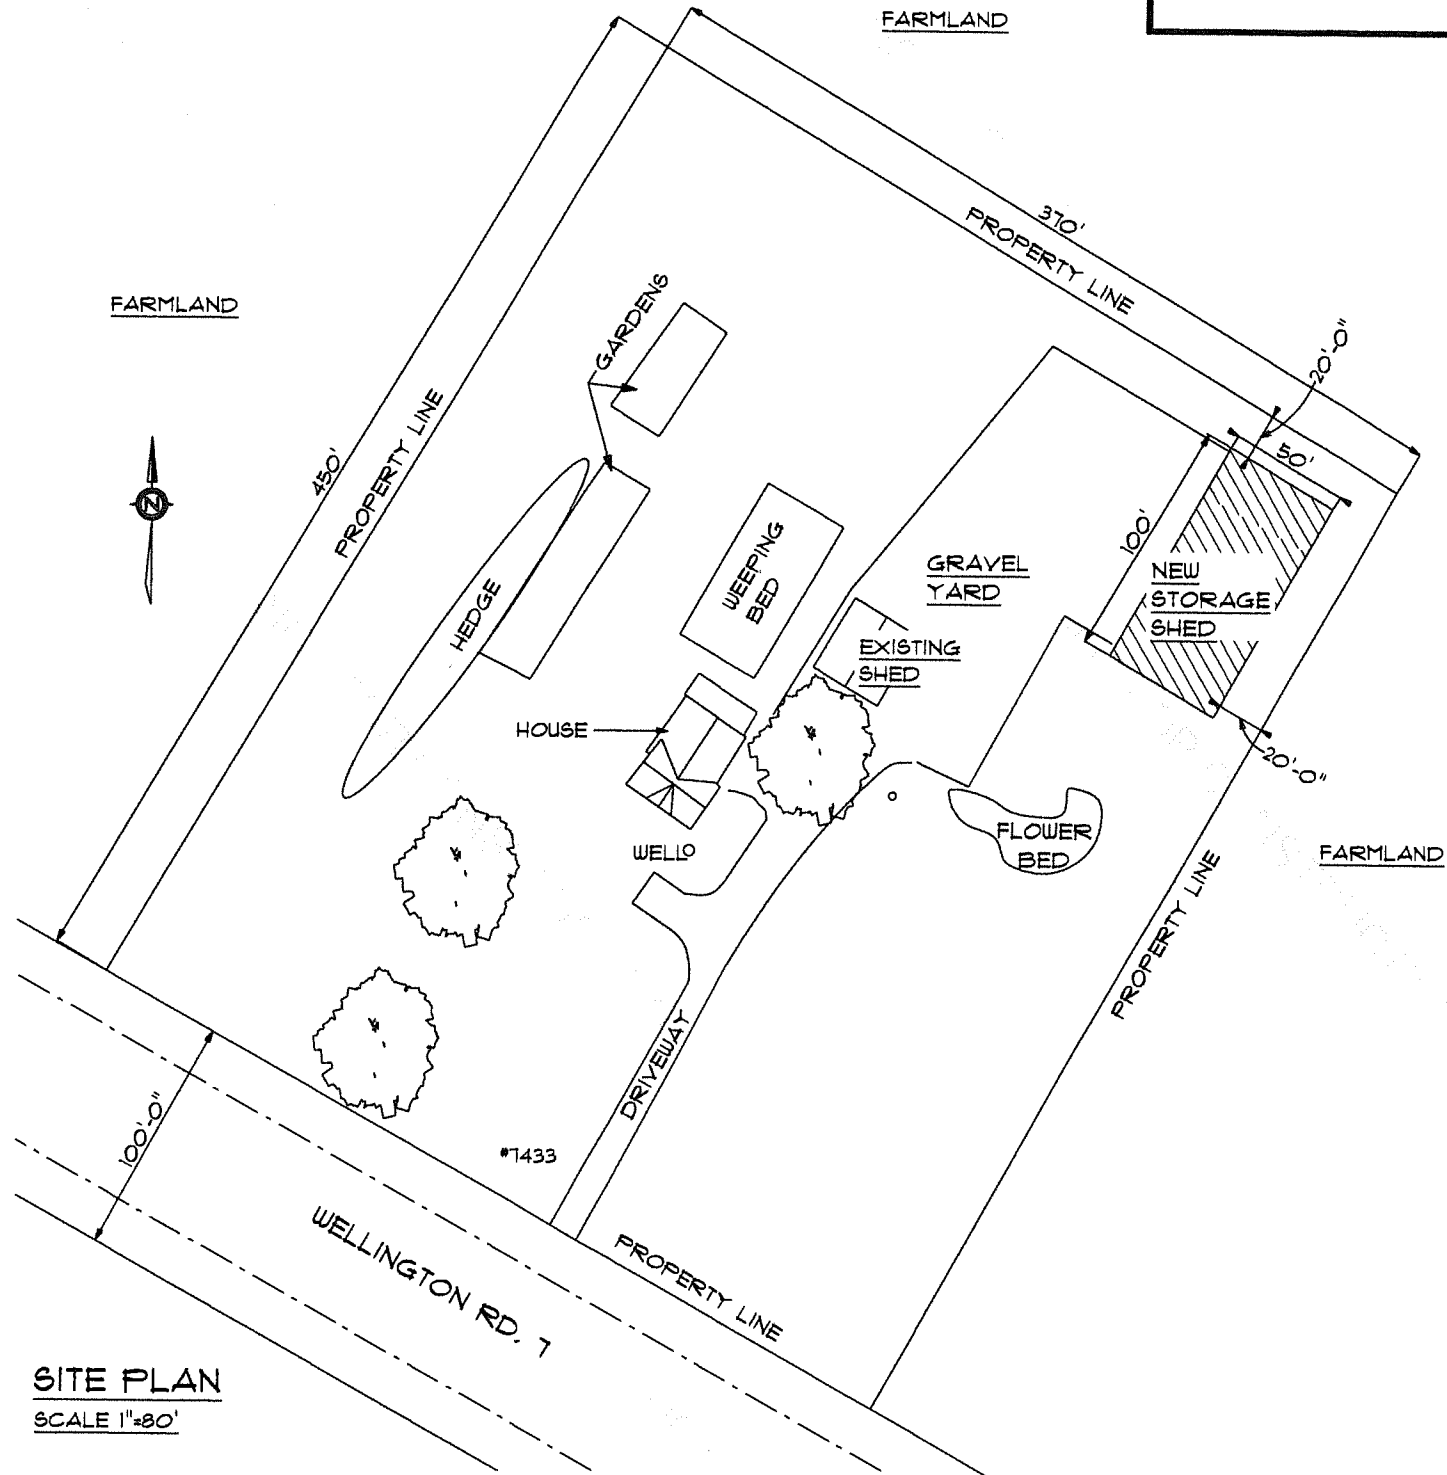 FARMLAND
370'
PROPERTY LINE
20'-0"
50'
FARMLAND
GARDENS
450'
PROPERTY LINE
N
100'
WEEPING
BED
GRAVEL
YARD
NEW
STORAGE
SHED
HEDGE
EXISTING
SHED
HOUSE
20'-0"
WELL
FLOWER
BED
FARMLAND
PROPERTY LINE
DRIVEWAY
100'-0"
#7433
WELLINGTON RD. 7
PROPERTY LINE
SITE PLAN
SCALE 1"=80'